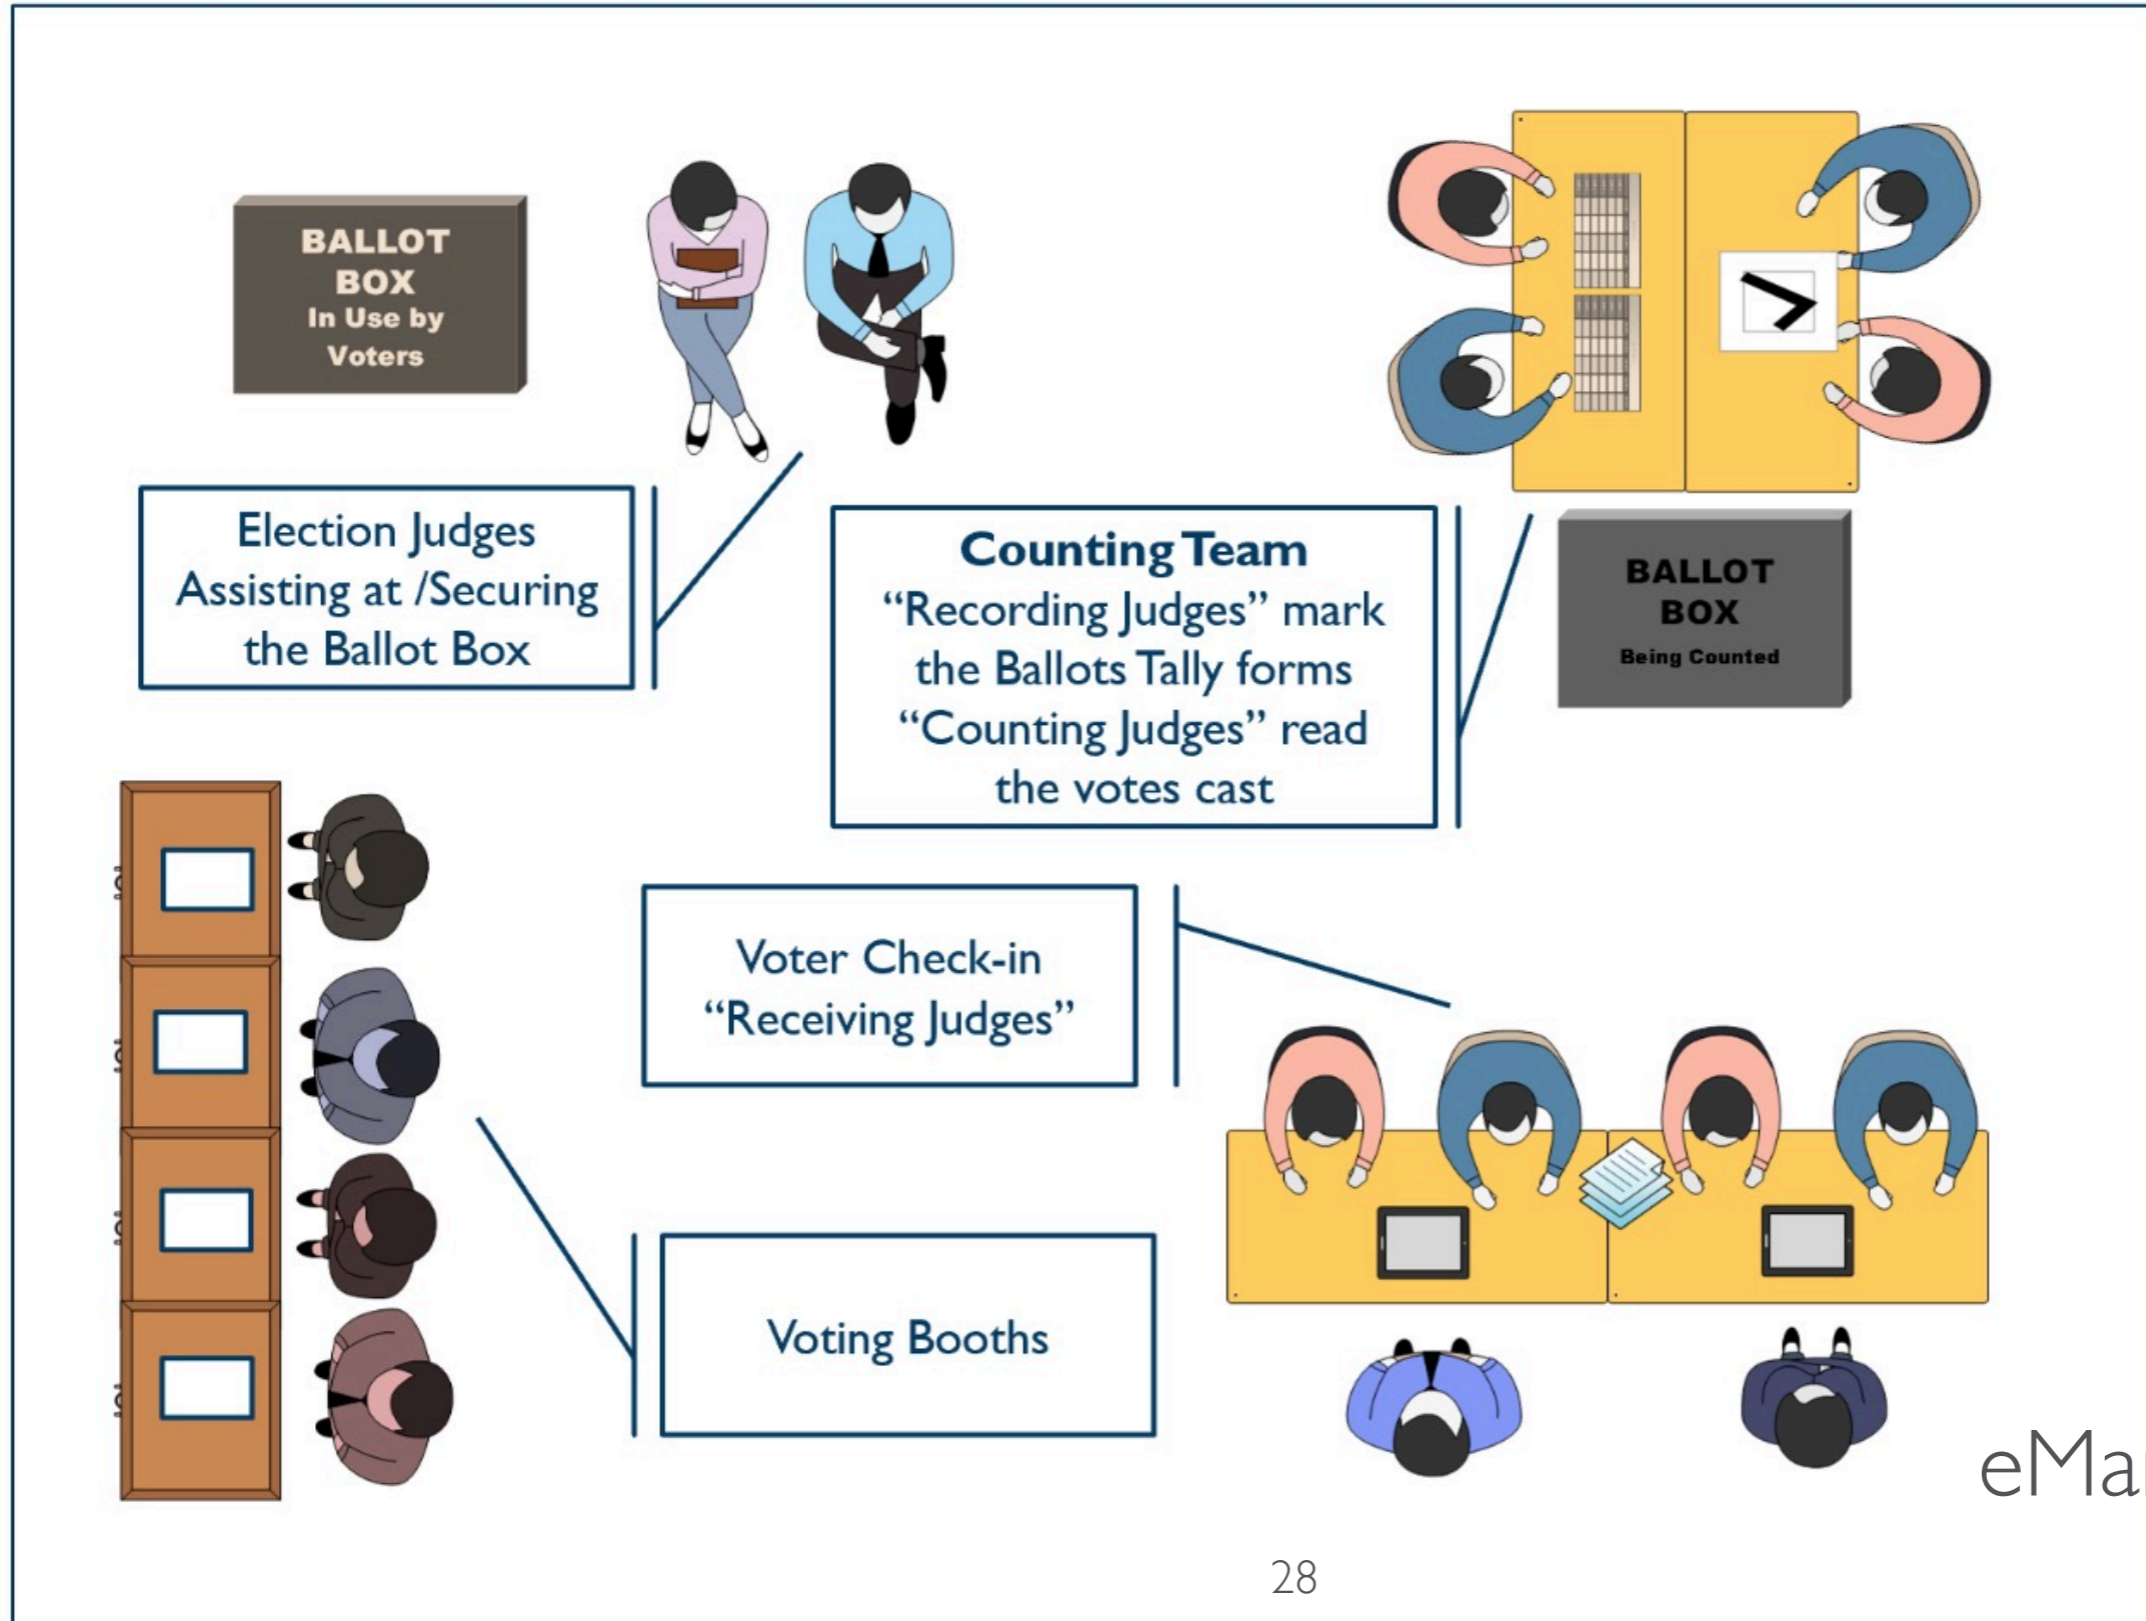 BALLOT
BOX
In Use by
Voters
Election Judges
Assisting at /Securing
the Ballot Box
Counting Team
“Recording Judges” mark
the Ballots Tally forms
“Counting Judges” read
the votes cast
BALLOT
BOX
Being Counted
Voter Check-in
“Receiving Judges”
Voting Booths
28